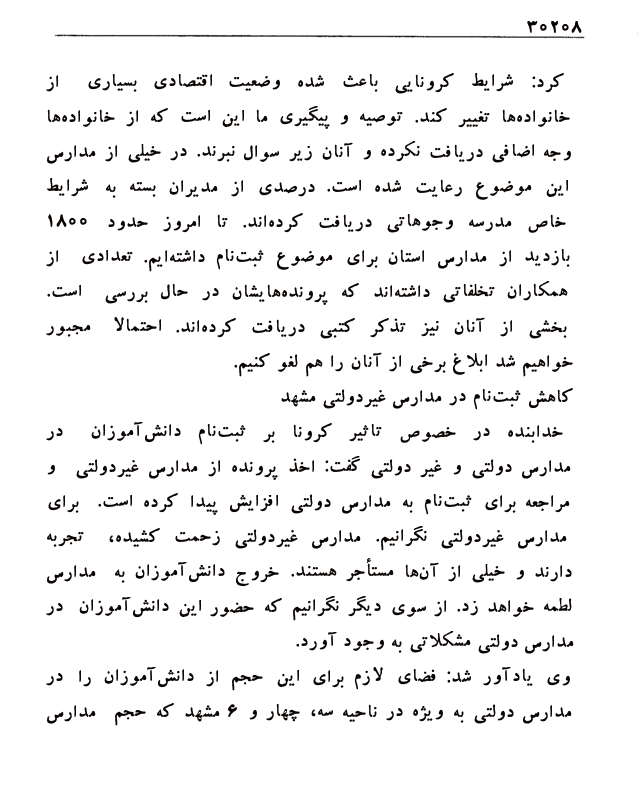 ۳۰۲۰۸
کرد: شرایط کرونایی باعث شده وضعیت اقتصادی بسیاری از
خانواده‌ها تغییر کند. توصیه و پیگیری ما این است که از خانواده‌ها
وجه اضافی دریافت نکرده و آنان زیر سوال نبرند. در خیلی از مدارس
این موضوع رعایت شده است. درصدی از مدیران بسته به شرایط
خاص مدرسه وجوهاتی دریافت کرده‌اند. تا امروز حدود ۱۸۰۰
بازدید از مدارس استان برای موضوع ثبت‌نام داشته‌ایم. تعدادی از
همکاران تخلفاتی داشته‌اند که پرونده‌هایشان در حال بررسی است.
بخشی از آنان نیز تذکر کتبی دریافت کرده‌اند. احتمالا مجبور
خواهیم شد ابلاغ برخی از آنان را هم لغو کنیم.
کاهش ثبت‌نام در مدارس غیردولتی مشهد
خدابنده در خصوص تاثیر کرونا بر ثبت‌نام دانش‌آموزان در
مدارس دولتی و غیر دولتی گفت: اخذ پرونده از مدارس غیردولتی و
مراجعه برای ثبت‌نام به مدارس دولتی افزایش پیدا کرده است. برای
مدارس غیردولتی نگرانیم. مدارس غیردولتی زحمت کشیده، تجربه
دارند و خیلی از آن‌ها مستأجر هستند. خروج دانش‌آموزان به مدارس
لطمه خواهد زد. از سوی دیگر نگرانیم که حضور این دانش‌آموزان در
مدارس دولتی مشکلاتی به وجود آورد.
وی یادآور شد: فضای لازم برای این حجم از دانش‌آموزان را در
مدارس دولتی به ویژه در ناحیه سه، چهار و ۶ مشهد که حجم مدارس